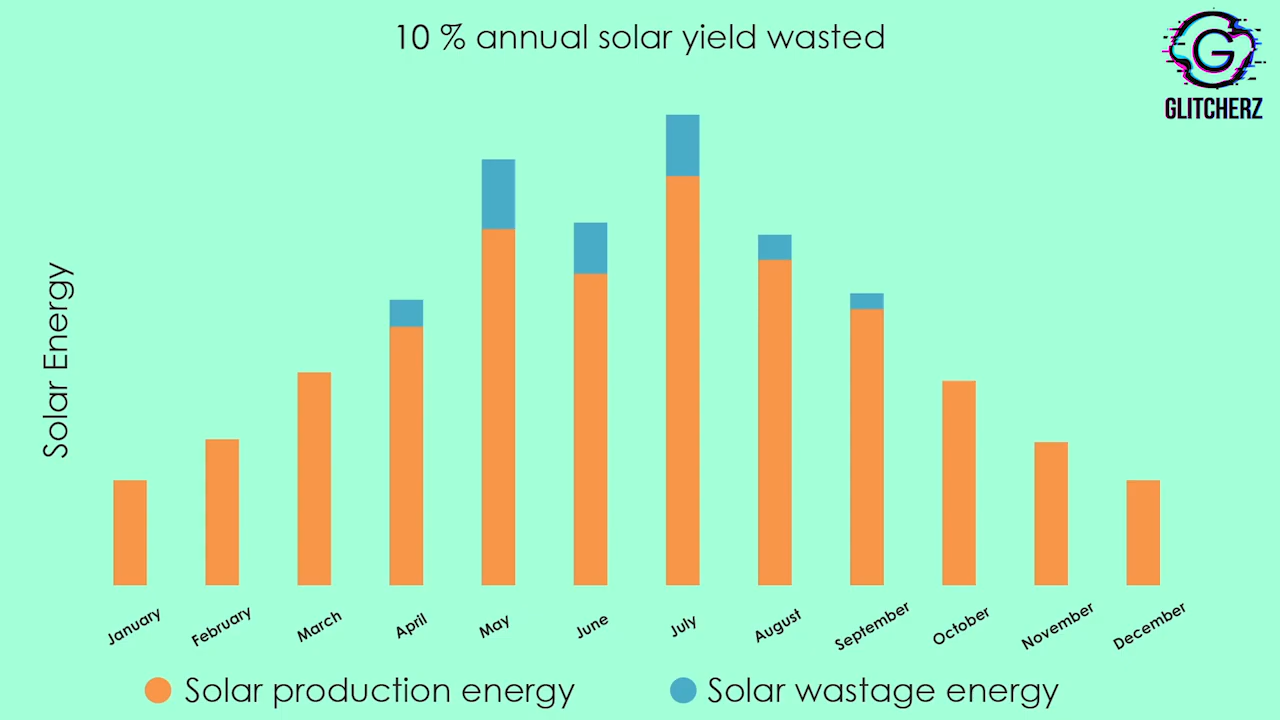 10 % annual solar yield wasted
G
GLITCHERZ
Solar Energy
January
February
March
April
May
June
July
August
September
October
November
December
Solar production energy
Solar wastage energy